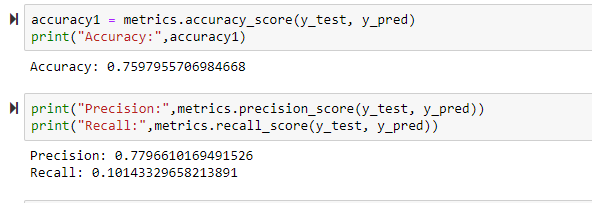 accuracy1 = metrics.accuracy_score(y_test, y_pred)
print("Accuracy:",accuracy1)
Accuracy: 0.7597955706984668
print("Precision:",metrics.precision_score(y_test, y_pred))
print("Recall:",metrics.recall_score(y_test, y_pred))
Precision: 0.7796610169491526
Recall: 0.10143329658213891